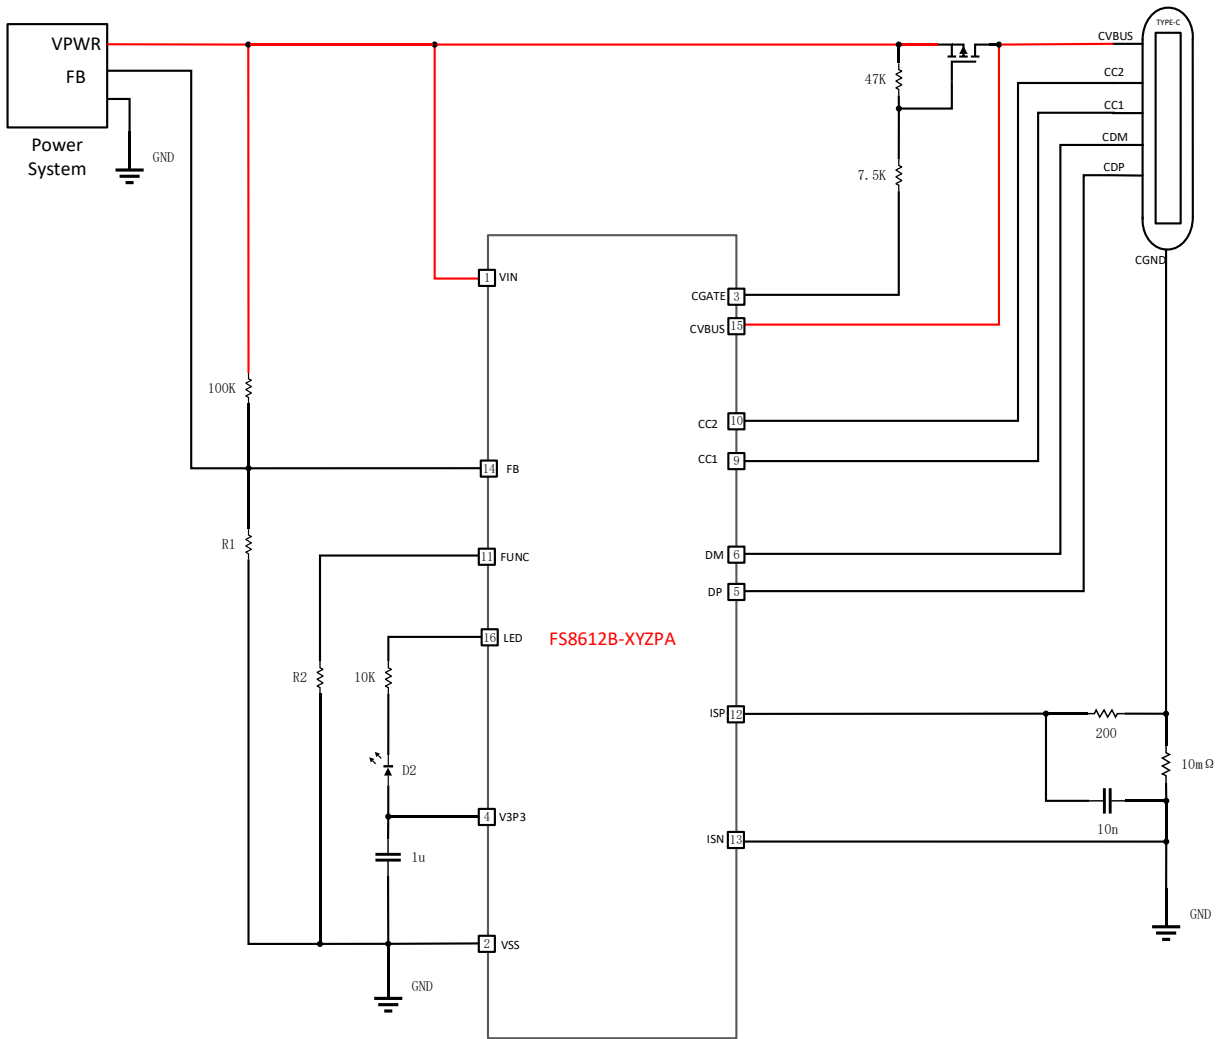 TYPE-C
CVBUS
VPWR
CC2
FB
47K
CC1
CDM
Power
System
GND
CDP
7.5K
CGND
1
VIN
CGATE
3
CVBUS
15
100K
CC2
10
CC1
9
14
FB
R1
11
FUNC
DM
6
DP
5
16
LED
FS8612B-XYZPA
R2
10K
ISP
12
200
D2
10mΩ
4
V3P3
10n
1u
ISN
13
GND
2
VSS
GND